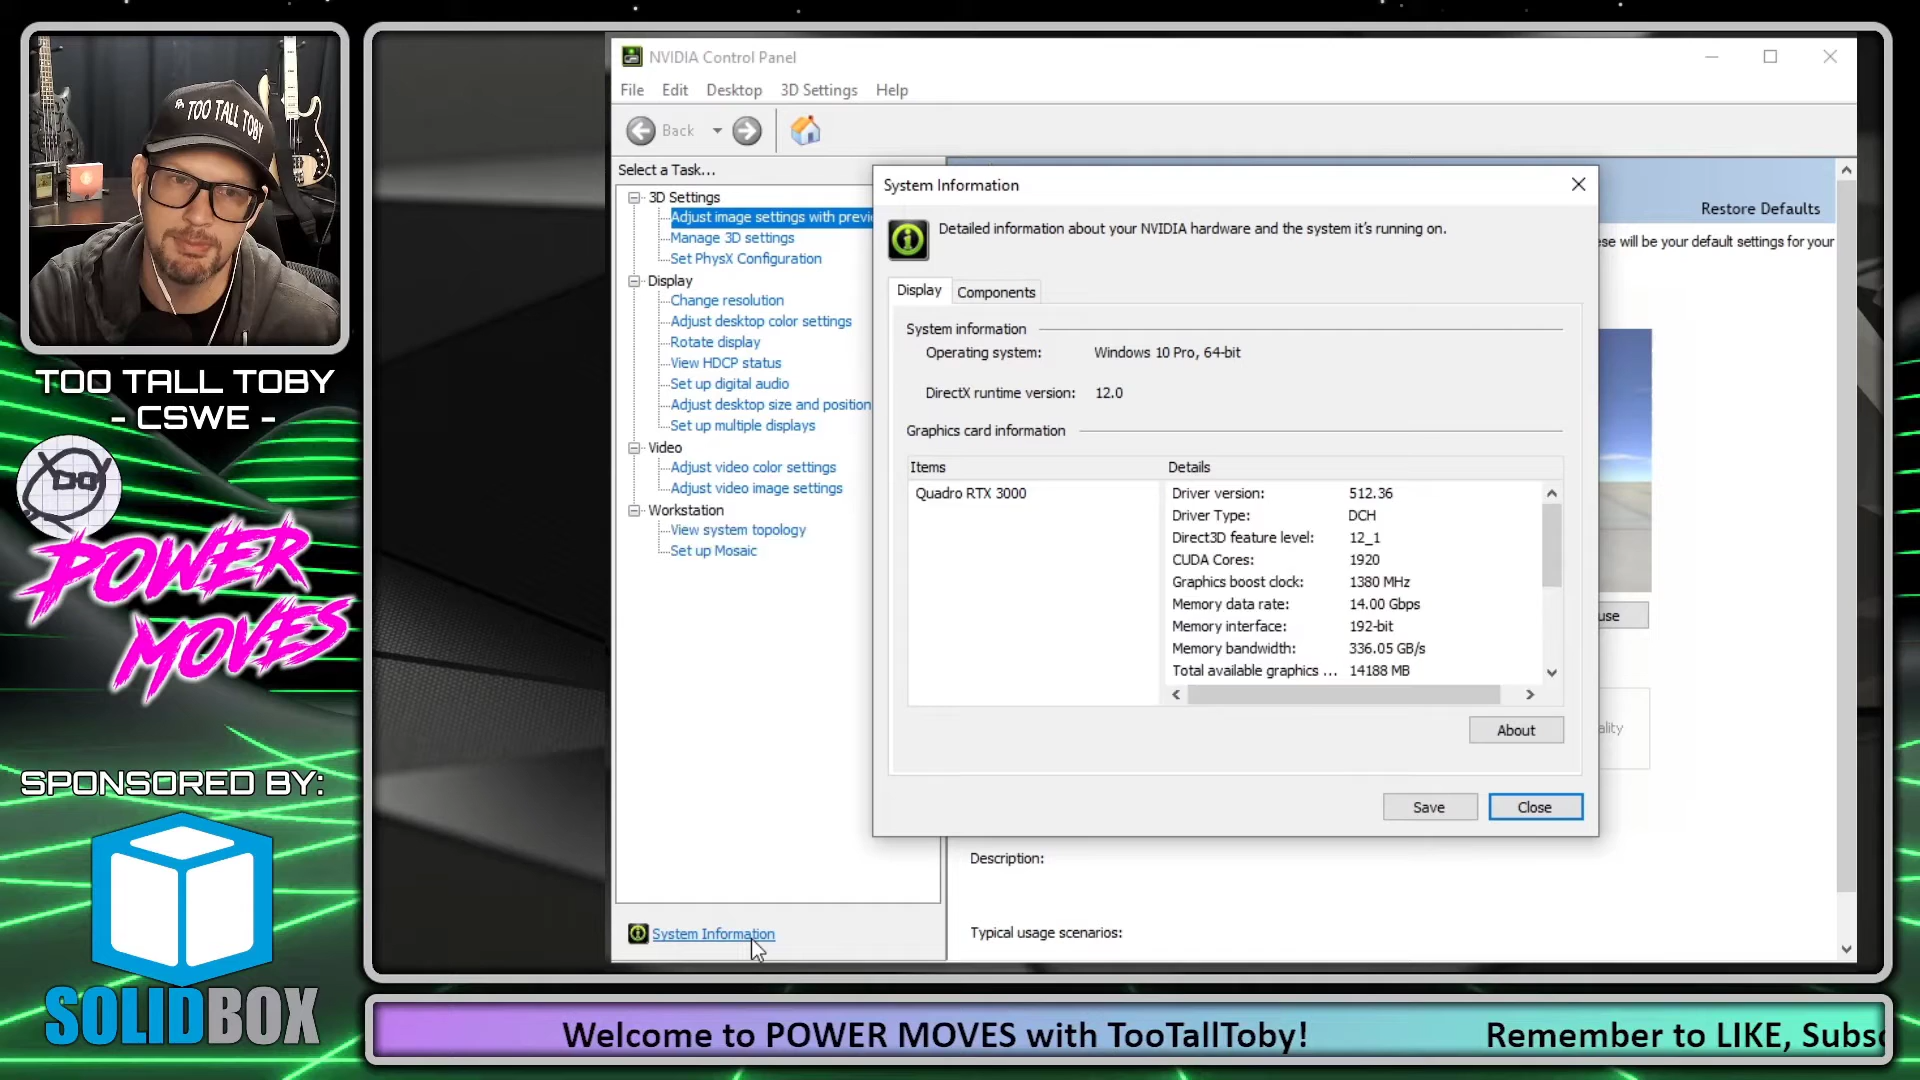 TOO TALL TOBY
TOO TALL TOBY
- CSWE -
POWER
MOVES
SPONSORED BY:
SOLIDBOX
NVIDIA Control Panel
File Edit Desktop 3D Settings Help
Back
Select a Task...
3D Settings
Adjust image settings with previe
Manage 3D settings
Set PhysX Configuration
Display
Change resolution
Adjust desktop color settings
Rotate display
View HDCP status
Set up digital audio
Adjust desktop size and position
Set up multiple displays
Video
Adjust video color settings
Adjust video image settings
Workstation
View system topology
Set up Mosaic
System Information
System Information
Detailed information about your NVIDIA hardware and the system it's running on.
Display Components
System information
Operating system: Windows 10 Pro, 64-bit
DirectX runtime version: 12.0
Graphics card information
Items Details
Quadro RTX 3000
Driver version: 512.36
Driver Type: DCH
Direct3D feature level: 12_1
CUDA Cores: 1920
Graphics boost clock: 1380 MHz
Memory data rate: 14.00 Gbps
Memory interface: 192-bit
Memory bandwidth: 336.05 GB/s
Total available graphics ... 14188 MB
About
Save Close
Restore Defaults
ese will be your default settings for your
use
ality
Description:
Typical usage scenarios:
Welcome to POWER MOVES with TooTallToby! Remember to LIKE, Subsc